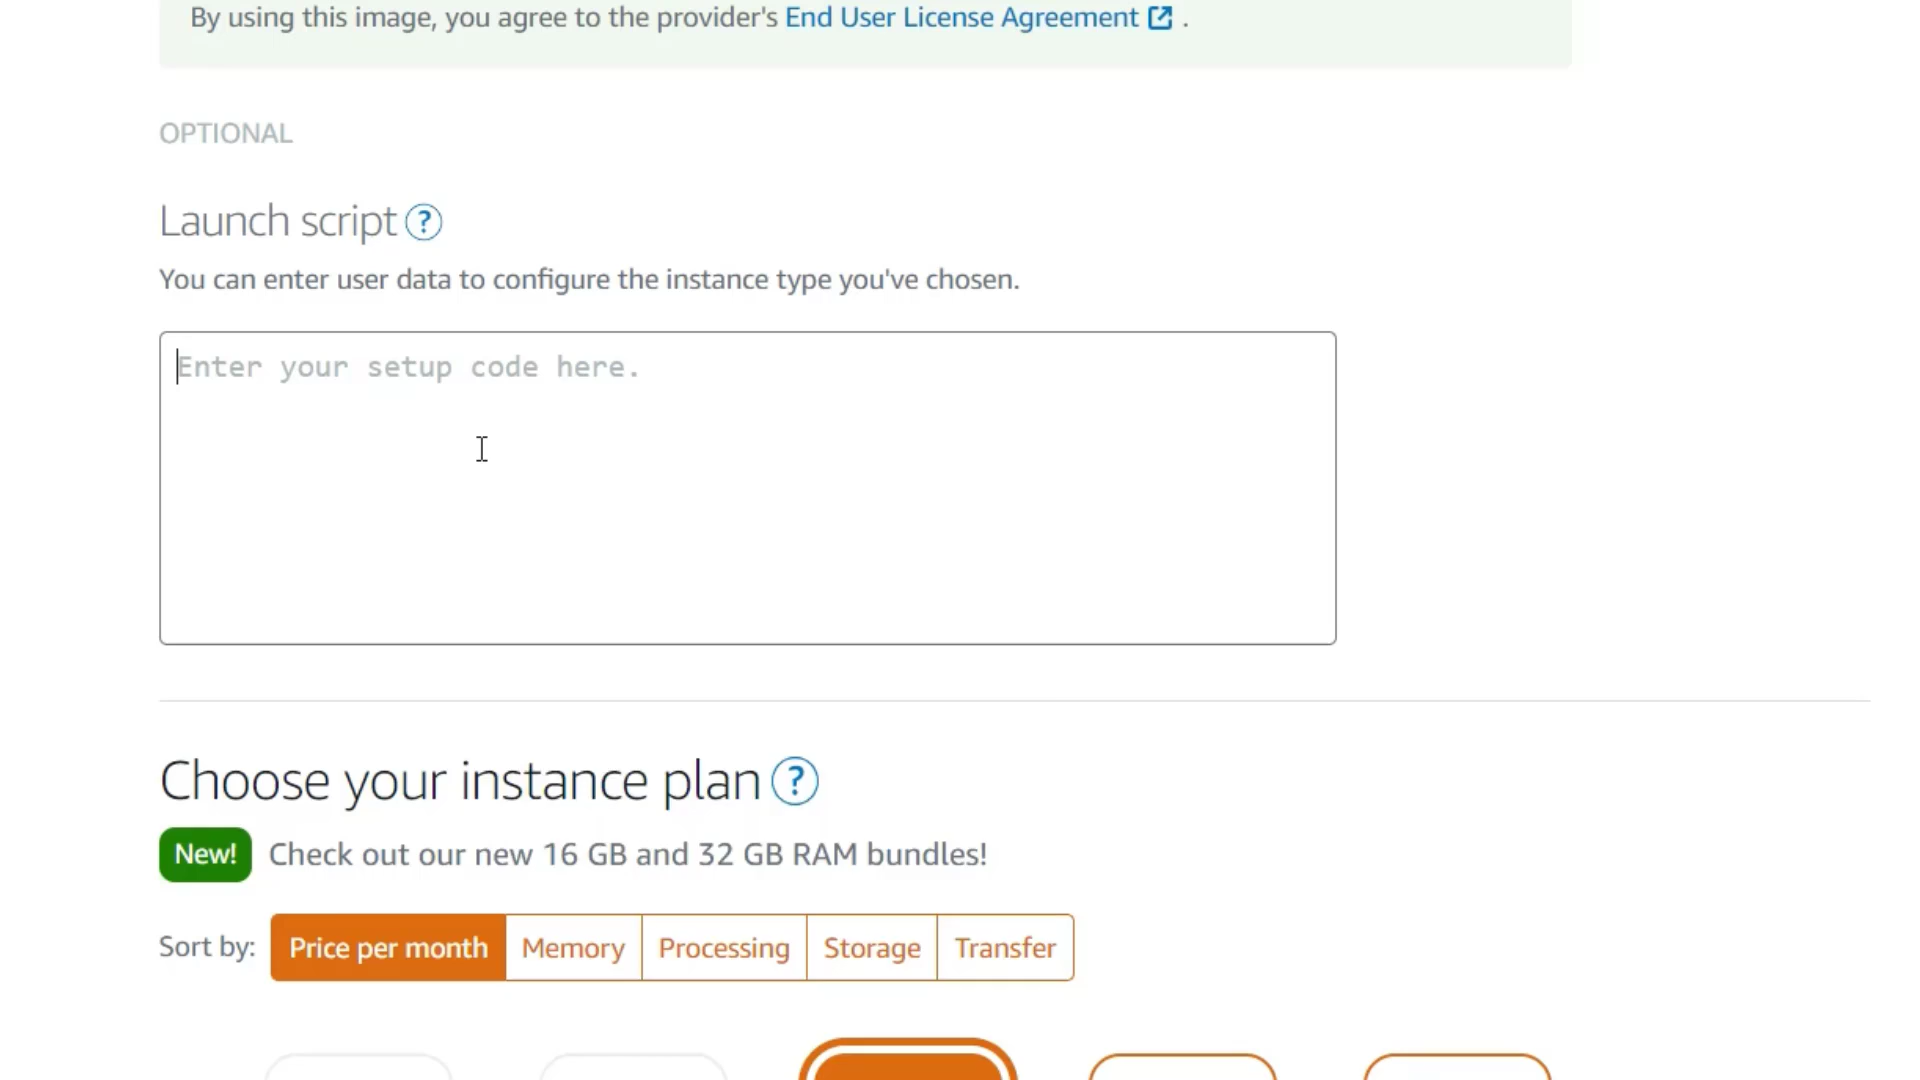 By using this image, you agree to the provider's End User License Agreement .
OPTIONAL
Launch script ?
You can enter user data to configure the instance type you've chosen.
Enter your setup code here.
Choose your instance plan ?
New! Check out our new 16 GB and 32 GB RAM bundles!
Sort by: Price per month Memory Processing Storage Transfer